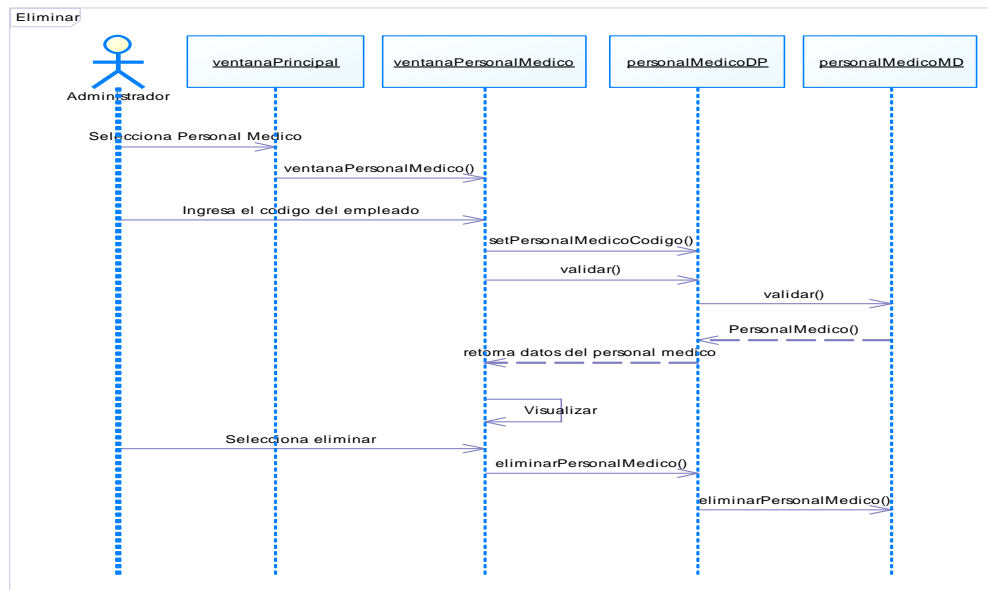 Eliminar
ventanaPrincipal
ventanaPersonalMedico
personalMedicoDP
personalMedicoMD
Administrador
Selecciona Personal Medico
ventanaPersonalMedico()
Ingresa el codigo del empleado
setPersonalMedicoCodigo()
validar()
validar()
PersonalMedico()
retorna datos del personal medico
Visualizar
Selecciona eliminar
eliminarPersonalMedico()
eliminarPersonalMedico()